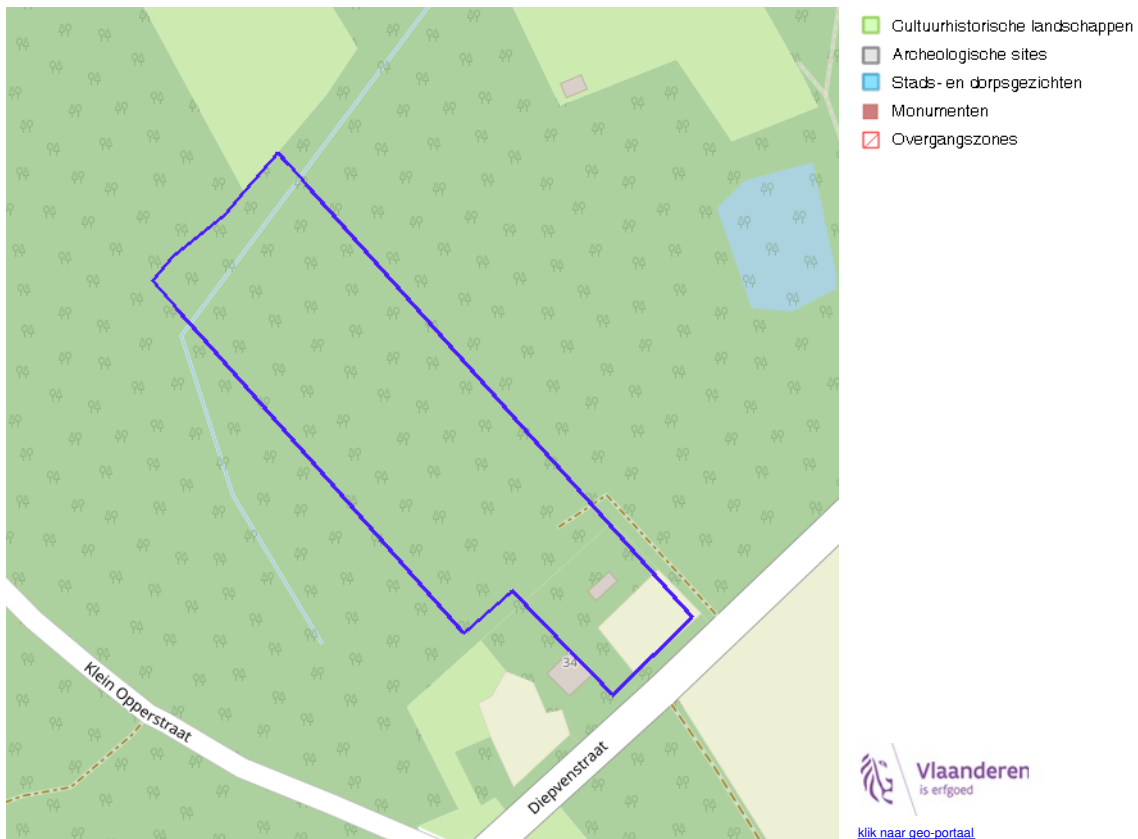 Cultuurhistorische landschappen
Archeologische sites
Stads- en dorpsgezichten
Monumenten
Overgangszones
34
Klein Opperstraat
Diepvenstraat
Vlaanderen
is erfgoed
klik naar geo-portaal